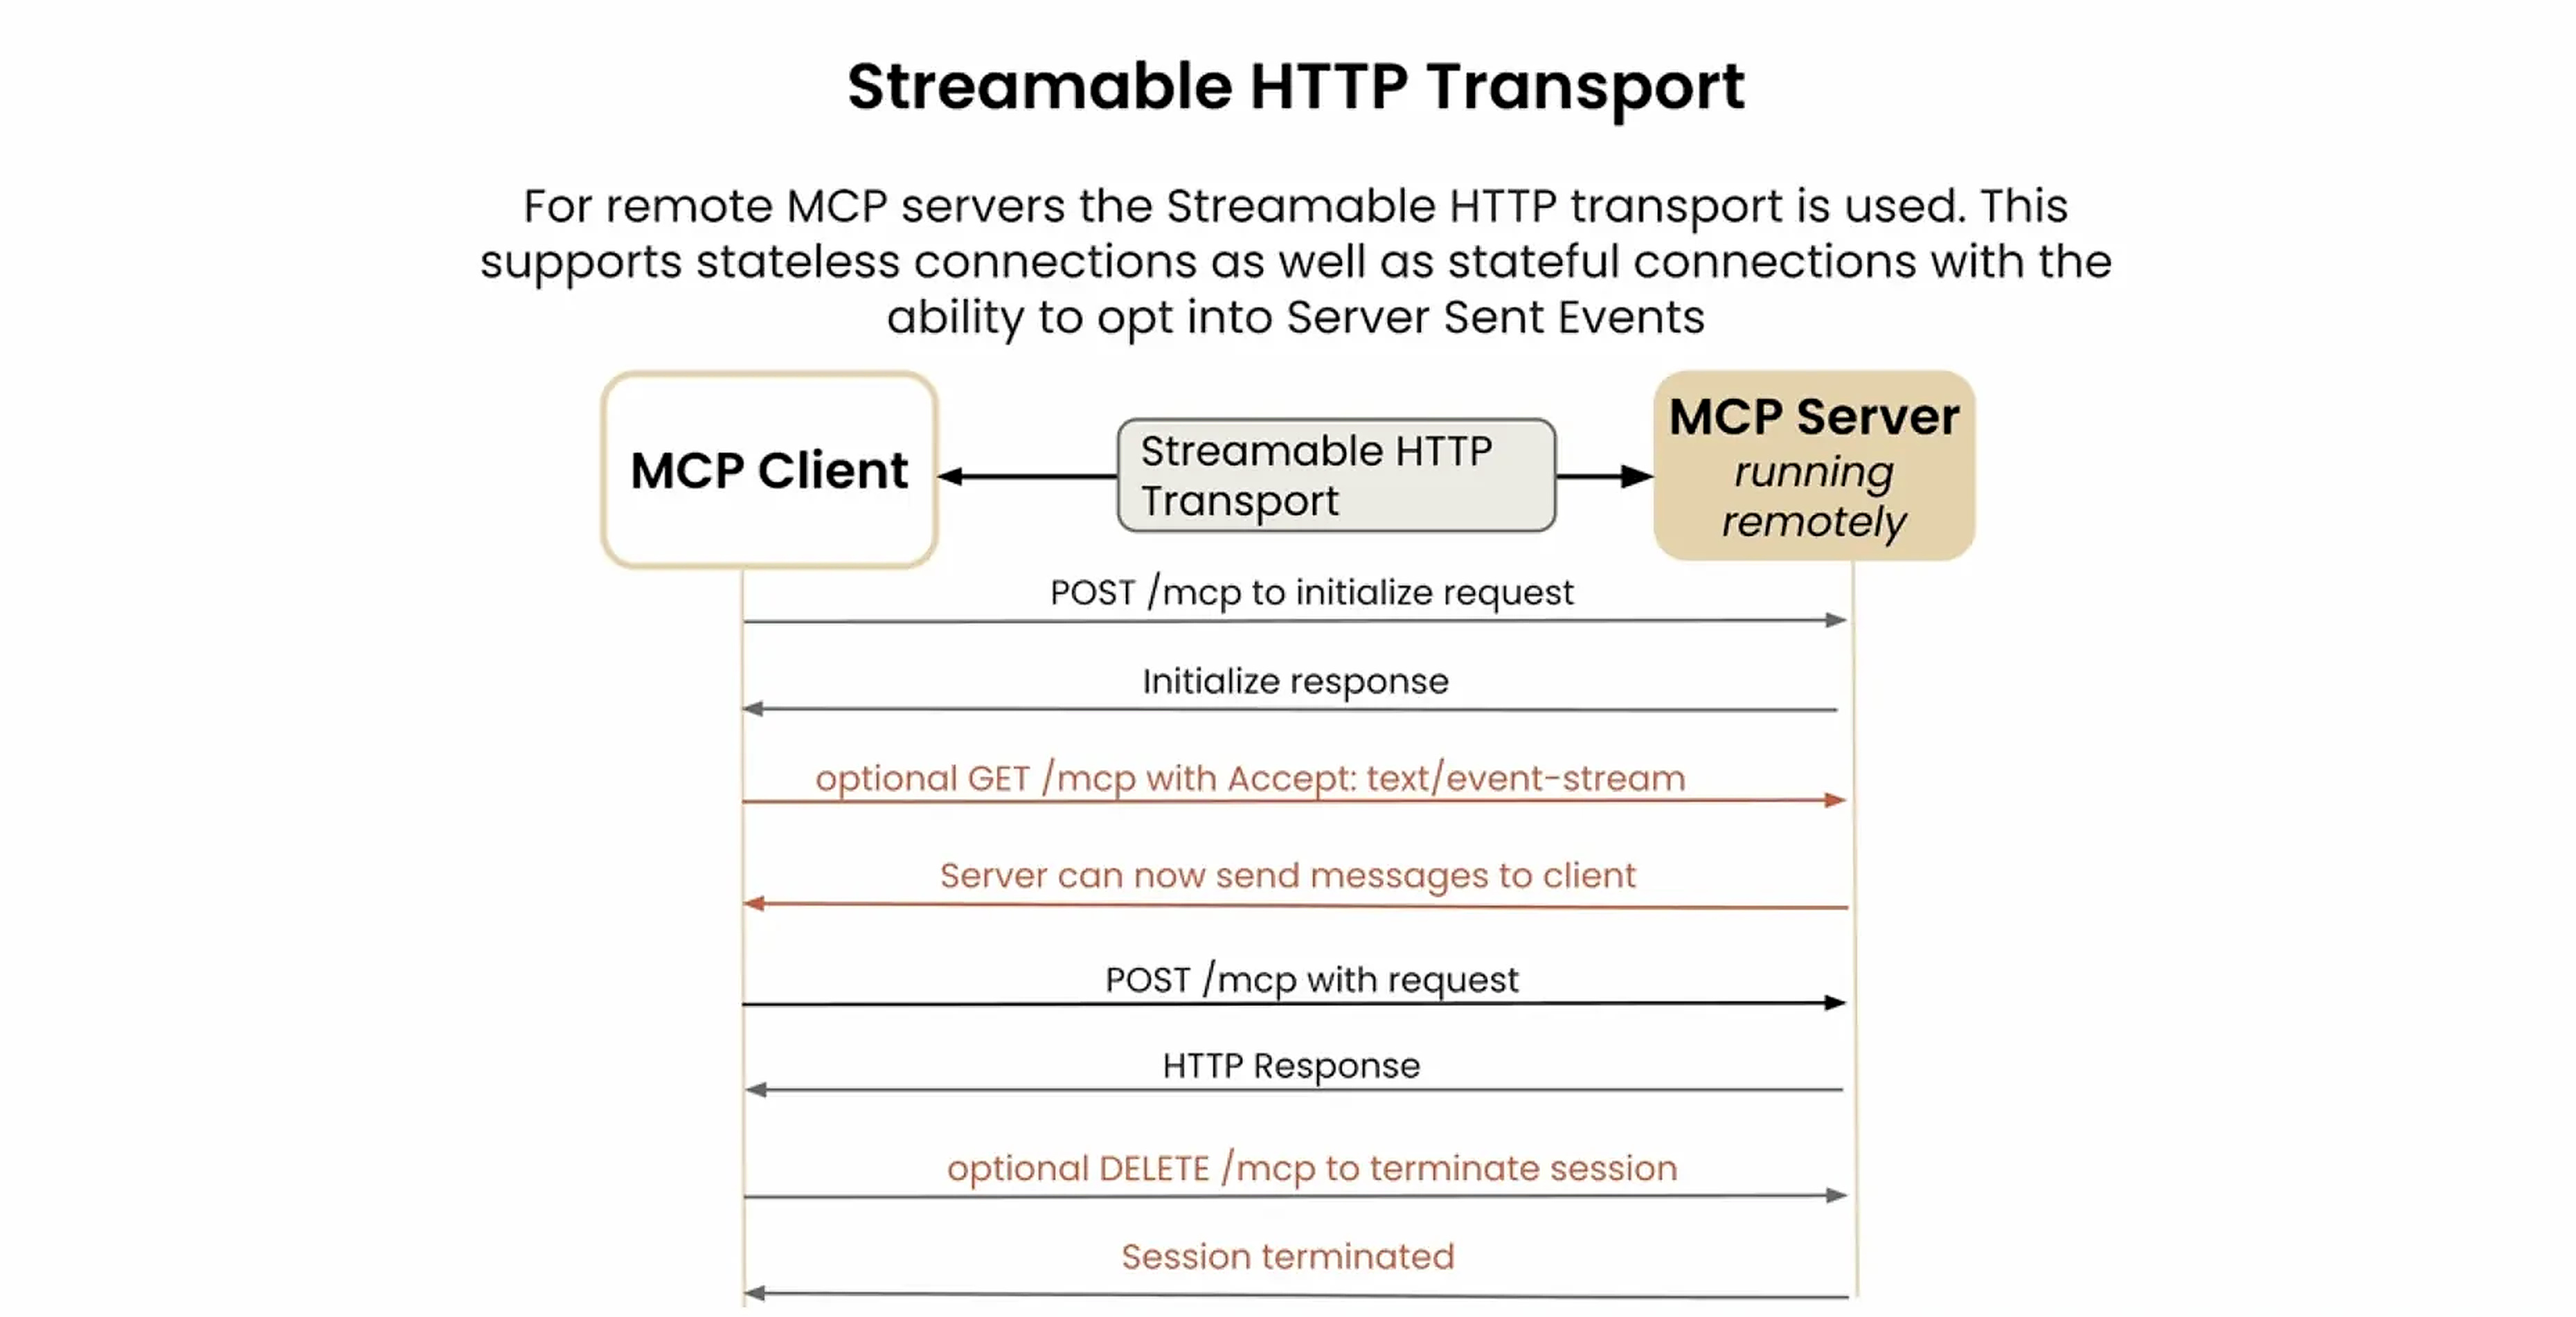 Streamable HTTP Transport
For remote MCP servers the Streamable HTTP transport is used. This
supports stateless connections as well as stateful connections with the
ability to opt into Server Sent Events
MCP Client
Streamable HTTP
Transport
MCP Server
running
remotely
POST /mcp to initialize request
Initialize response
optional GET /mcp with Accept: text/event-stream
Server can now send messages to client
POST /mcp with request
HTTP Response
optional DELETE /mcp to terminate session
Session terminated